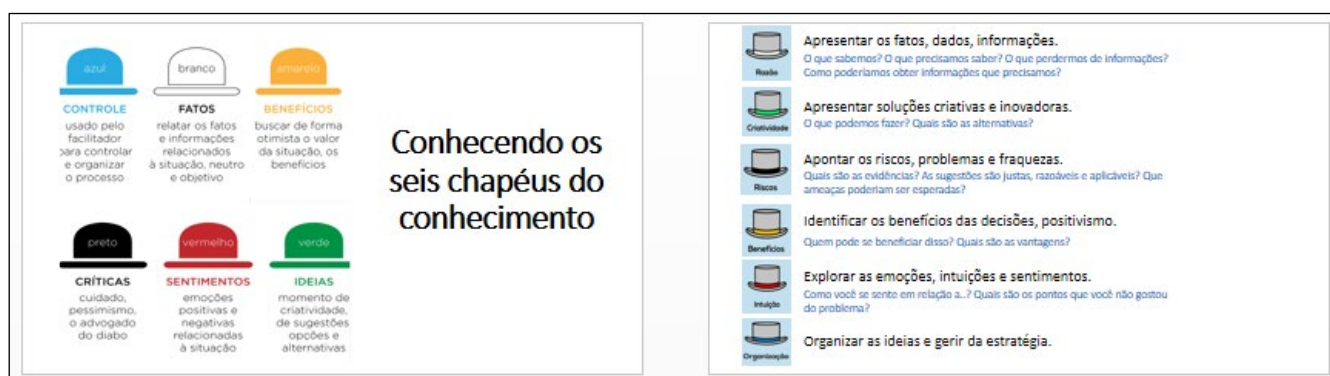 azul
branco
amarelo
CONTROLE
usado pelo
facilitador
para controlar
e organizar
o processo
FATOS
relatar os fatos
e informações
relacionados
à situação, neutro
e objetivo
BENEFÍCIOS
buscar de forma
otimista o valor
da situação, os
benefícios
preto
vermelho
verde
CRÍTICAS
cuidado,
pessimismo,
o advogado
do diabo
SENTIMENTOS
emoções
positivas e
negativas
relacionadas
à situação
IDEIAS
momento de
criatividade,
de sugestões
opções e
alternativas
Conhecendo os
seis chapéus do
conhecimento
Razão
Apresentar os fatos, dados, informações.
O que sabemos? O que precisamos saber? O que perdermos de informações?
Como poderíamos obter informações que precisamos?
Criatividade
Apresentar soluções criativas e inovadoras.
O que podemos fazer? Quais são as alternativas?
Riscos
Apontar os riscos, problemas e fraquezas.
Quais são as evidências? As sugestões são justas, razoáveis e aplicáveis? Que
ameaças poderiam ser esperadas?
Benefícios
Identificar os benefícios das decisões, positivismo.
Quem pode se beneficiar disso? Quais são as vantagens?
Intuição
Explorar as emoções, intuições e sentimentos.
Como você se sente em relação a..? Quais são os pontos que você não gostou
do problema?
Organização
Organizar as ideias e gerir da estratégia.